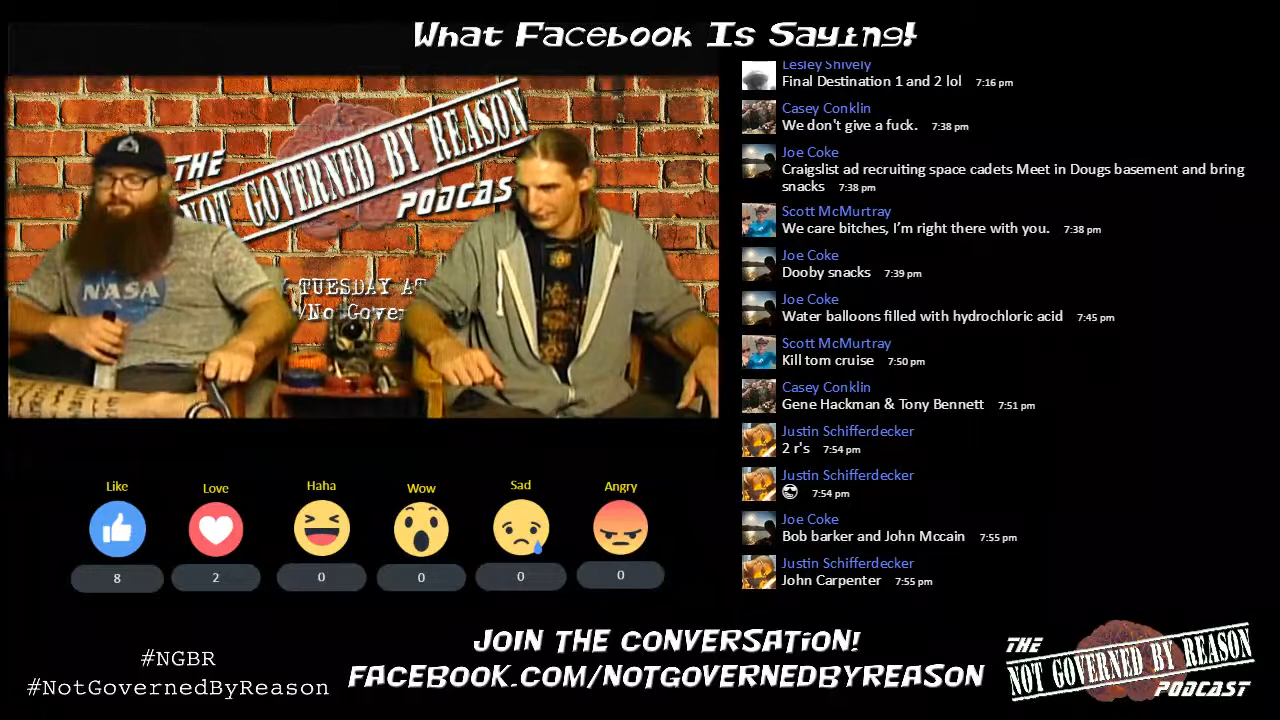 What Facebook Is Saying!
THE
NOT GOVERNED BY REASON
PODCAS
TUESDAY AT
/No Gover
NASA
Lesley Shively
Final Destination 1 and 2 lol 7:16 pm
Casey Conklin
We don't give a fuck. 7:38 pm
Joe Coke
Craigslist ad recruiting space cadets Meet in Dougs basement and bring
snacks 7:38 pm
Scott McMurtray
We care bitches, I'm right there with you. 7:38 pm
Joe Coke
Dooby snacks 7:39 pm
Joe Coke
Water balloons filled with hydrochloric acid 7:45 pm
Scott McMurtray
Kill tom cruise 7:50 pm
Casey Conklin
Gene Hackman & Tony Bennett 7:51 pm
Justin Schifferdecker
2 r's 7:54 pm
Justin Schifferdecker
😎 7:54 pm
Joe Coke
Bob barker and John Mccain 7:55 pm
Justin Schifferdecker
John Carpenter 7:55 pm
Like Love Haha Wow Sad Angry
8 2 0 0 0 0
#NGBR
#NotGovernedByReason
JOIN THE CONVERSATION!
FACEBOOK.COM/NOTGOVERNEDBYREASON
THE
NOT GOVERNED BY REASON
PODCAST